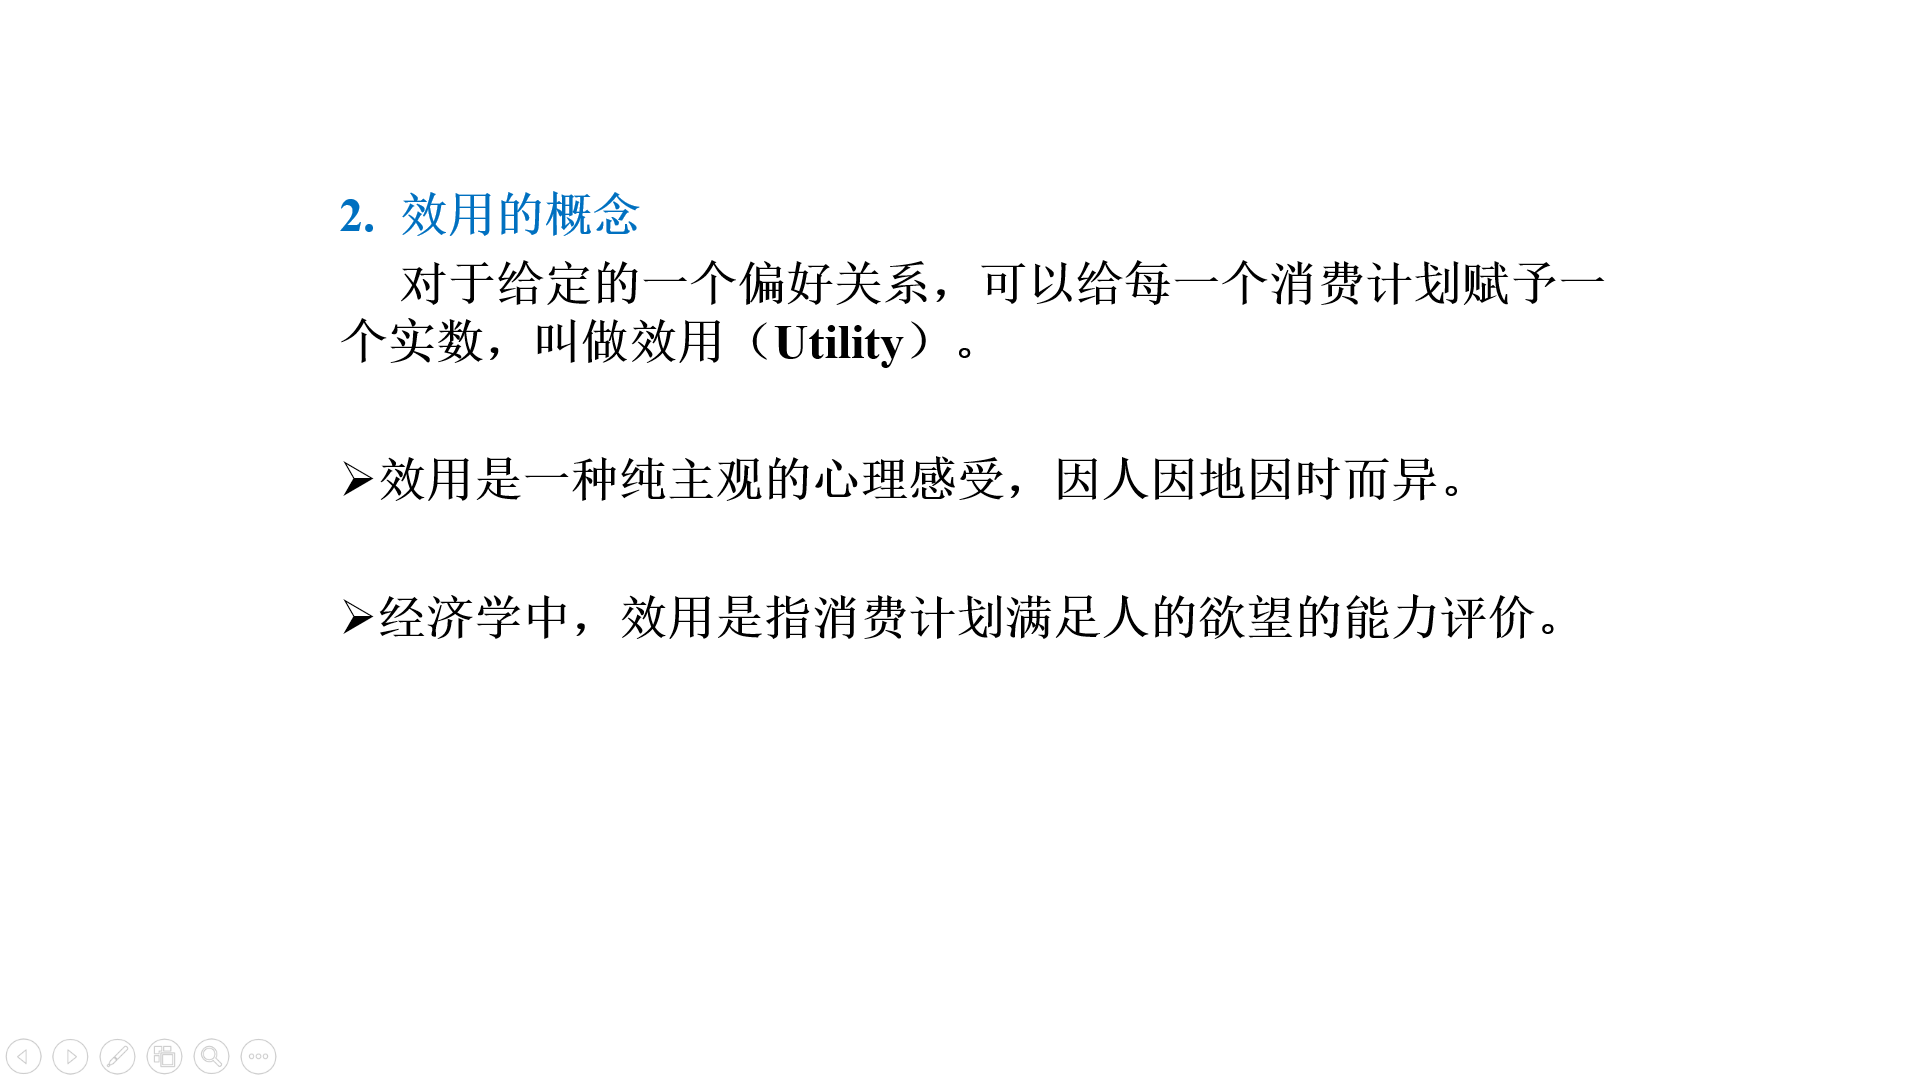 2. 效用的概念
对于给定的一个偏好关系，可以给每一个消费计划赋予一
个实数，叫做效用（Utility）。
➢效用是一种纯主观的心理感受，因人因地因时而异。
➢经济学中，效用是指消费计划满足人的欲望的能力评价。